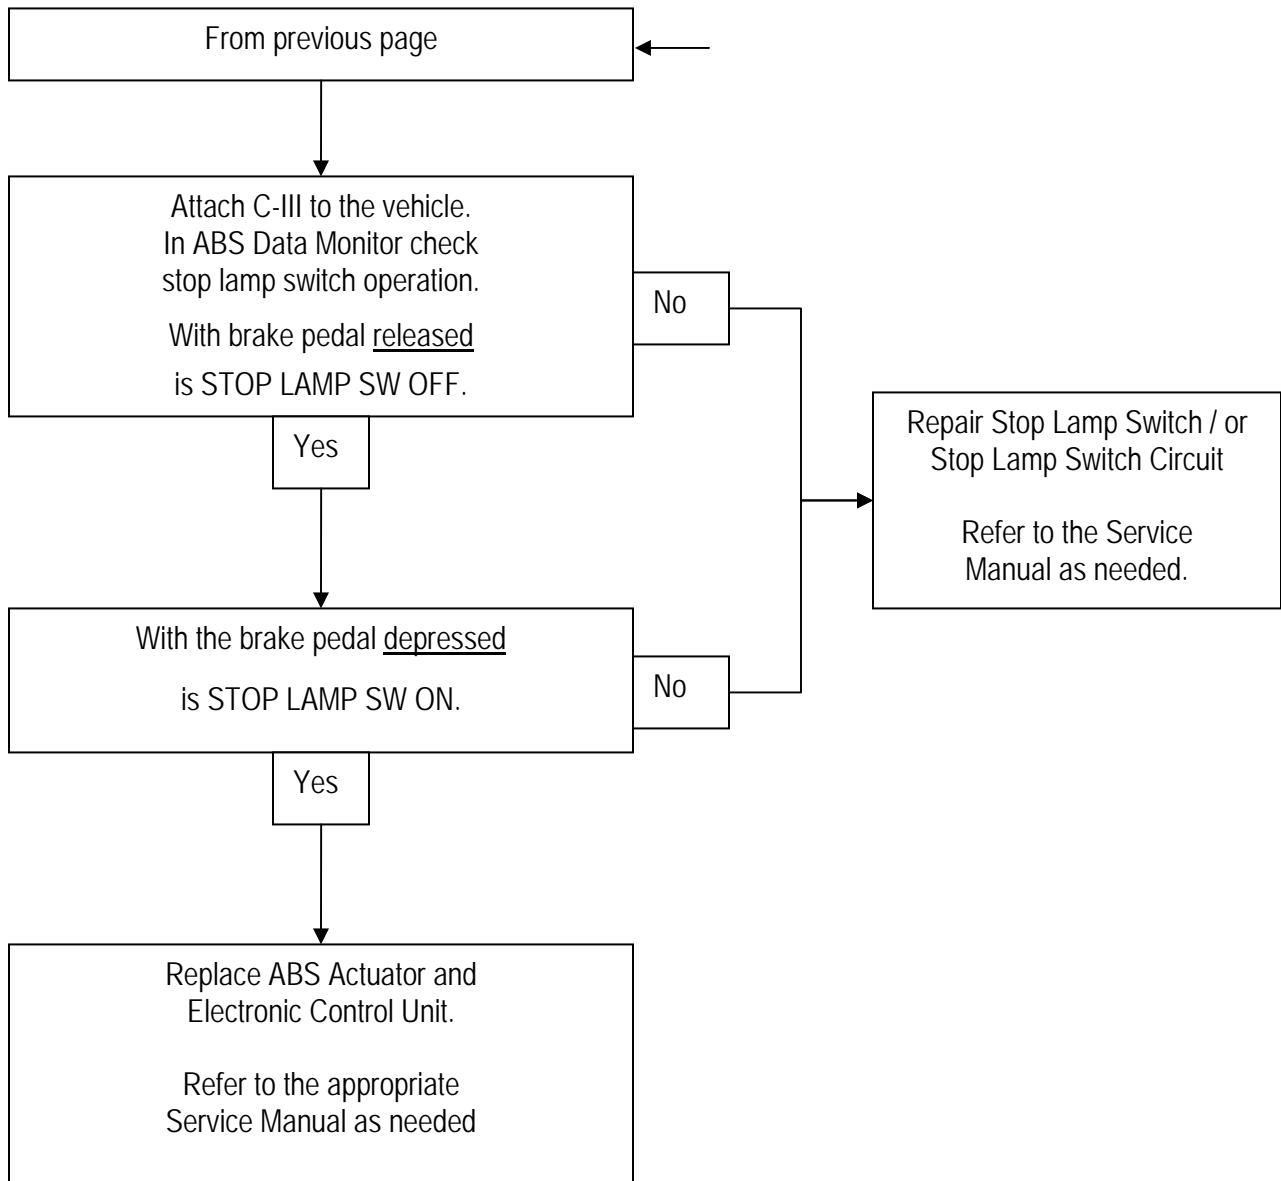 From previous page
Attach C-III to the vehicle.
In ABS Data Monitor check
stop lamp switch operation.
With brake pedal released
is STOP LAMP SW OFF.
No
Yes
Repair Stop Lamp Switch / or
Stop Lamp Switch Circuit
Refer to the Service
Manual as needed.
With the brake pedal depressed
is STOP LAMP SW ON.
No
Yes
Replace ABS Actuator and
Electronic Control Unit.
Refer to the appropriate
Service Manual as needed